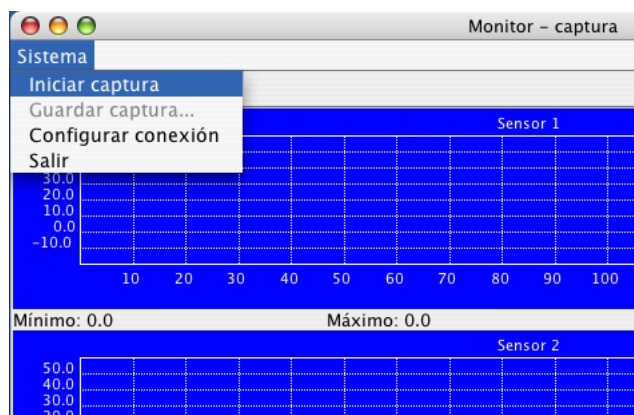 Monitor – captura
Sistema
Iniciar captura
Guardar captura...
Configurar conexión
Salir
Sensor 1
30.0
20.0
10.0
0.0
−10.0
10 20 30 40 50 60 70 80 90 100
Mínimo: 0.0 Máximo: 0.0
Sensor 2
50.0
40.0
30.0
20.0